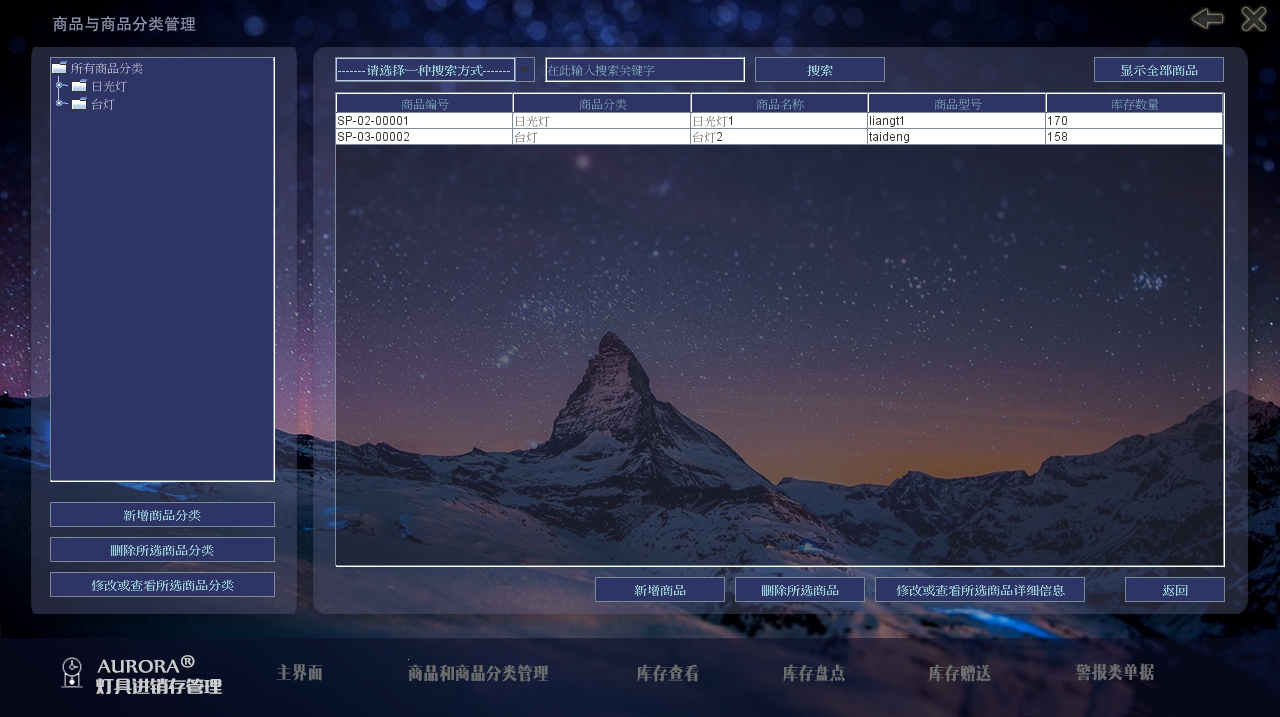 商品与商品分类管理
所有商品分类
日光灯
台灯
新增商品分类
删除所选商品分类
修改或查看所选商品分类
-------请选择一种搜索方式------- 在此输入搜索关键字 搜索 显示全部商品
商品编号 商品分类 商品名称 商品型号 库存数量
SP-02-00001 日光灯 日光灯1 liangt1 170
SP-03-00002 台灯 台灯2 taideng 158
新增商品 删除所选商品 修改或查看所选商品详细信息 返回
AURORA®
灯具进销存管理
主界面 商品和商品分类管理 库存查看 库存盘点 库存赠送 警报类单据